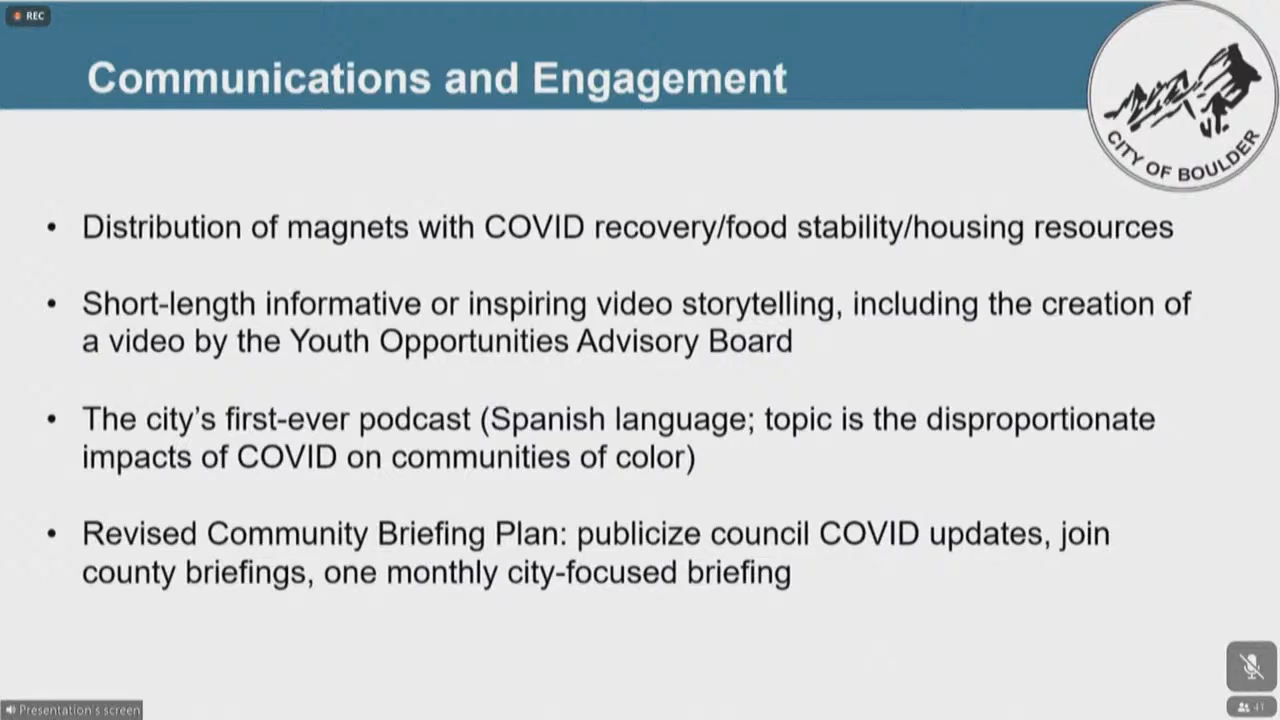 REC
Communications and Engagement
CITY OF BOULDER
• Distribution of magnets with COVID recovery/food stability/housing resources
• Short-length informative or inspiring video storytelling, including the creation of
a video by the Youth Opportunities Advisory Board
• The city’s first-ever podcast (Spanish language; topic is the disproportionate
impacts of COVID on communities of color)
• Revised Community Briefing Plan: publicize council COVID updates, join
county briefings, one monthly city-focused briefing
Presentation's screen
41